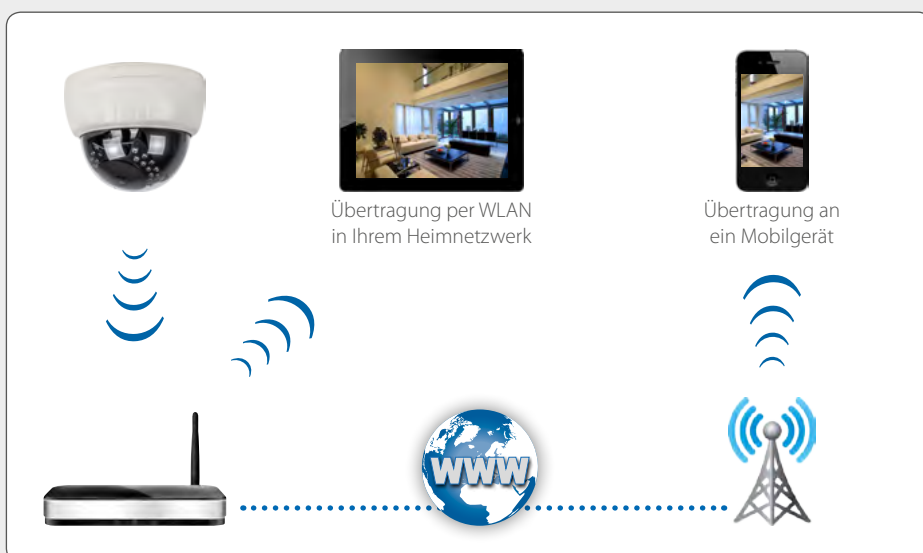 Übertragung per WLAN
in Ihrem Heimnetzwerk
Übertragung an
ein Mobilgerät
WWW